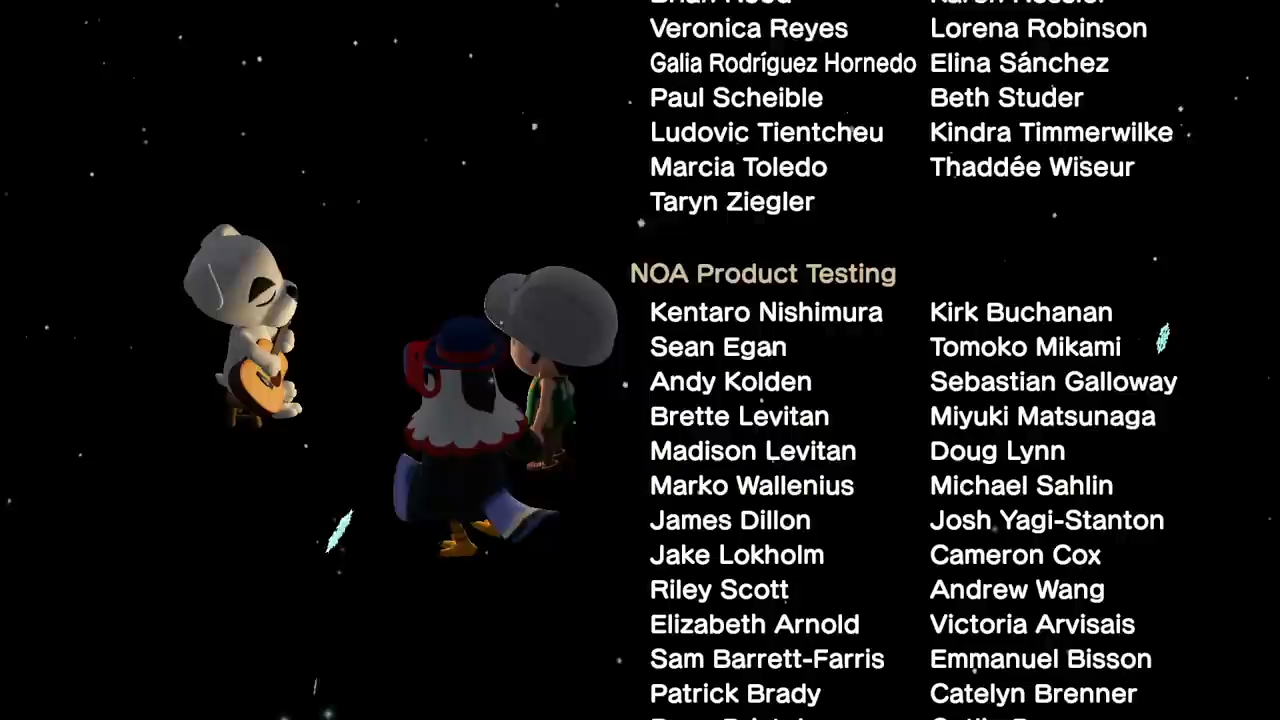 Veronica Reyes Lorena Robinson
Galia Rodríguez Hornedo Elina Sánchez
Paul Scheible Beth Studer
Ludovic Tientcheu Kindra Timmerwilke
Marcia Toledo Thaddée Wiseur
Taryn Ziegler
NOA Product Testing
Kentaro Nishimura Kirk Buchanan
Sean Egan Tomoko Mikami
Andy Kolden Sebastian Galloway
Brette Levitan Miyuki Matsunaga
Madison Levitan Doug Lynn
Marko Wallenius Michael Sahlin
James Dillon Josh Yagi-Stanton
Jake Lokholm Cameron Cox
Riley Scott Andrew Wang
Elizabeth Arnold Victoria Arvisais
Sam Barrett-Farris Emmanuel Bisson
Patrick Brady Catelyn Brenner